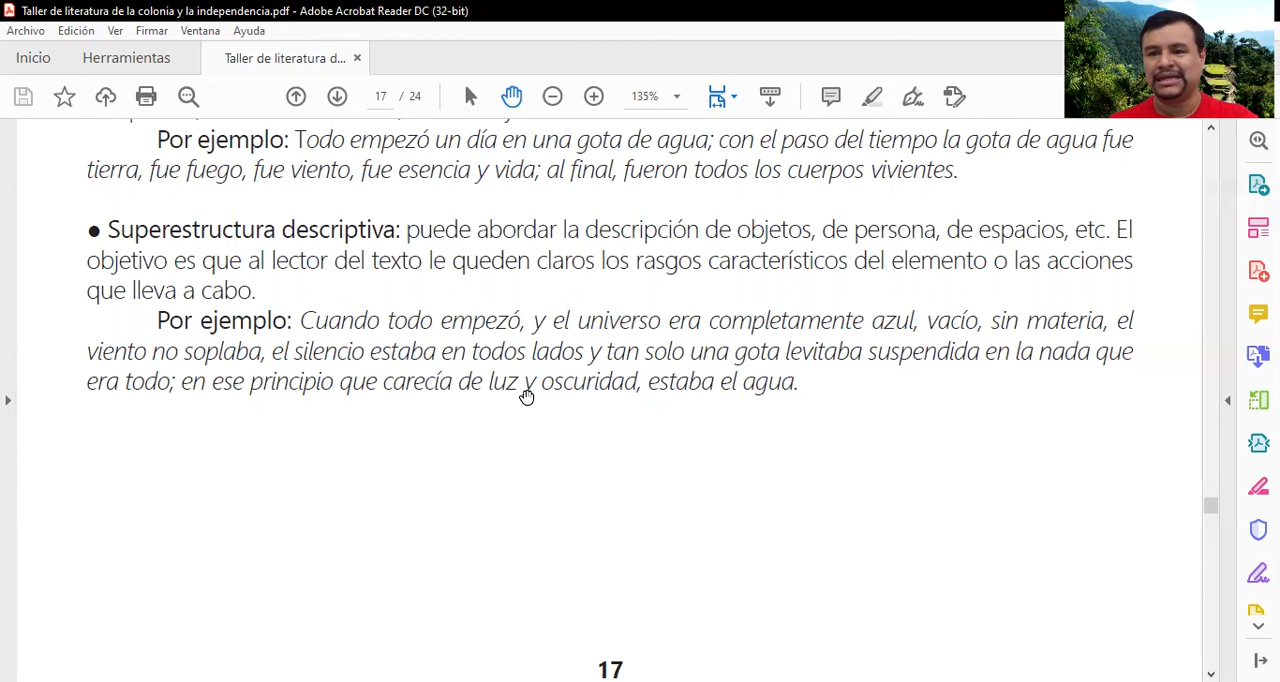 Taller de literatura de la colonia y la independencia.pdf - Adobe Acrobat Reader DC (32-bit)
Archivo Edición Ver Firmar Ventana Ayuda
Inicio Herramientas Taller de literatura d... ×
17 / 24 135%
Por ejemplo: Todo empezó un día en una gota de agua; con el paso del tiempo la gota de agua fue
tierra, fue fuego, fue viento, fue esencia y vida; al final, fueron todos los cuerpos vivientes.
● Superestructura descriptiva: puede abordar la descripción de objetos, de persona, de espacios, etc. El
objetivo es que al lector del texto le queden claros los rasgos característicos del elemento o las acciones
que lleva a cabo.
Por ejemplo: Cuando todo empezó, y el universo era completamente azul, vacío, sin materia, el
viento no soplaba, el silencio estaba en todos lados y tan solo una gota levitaba suspendida en la nada que
era todo; en ese principio que carecía de luz y oscuridad, estaba el agua.
17